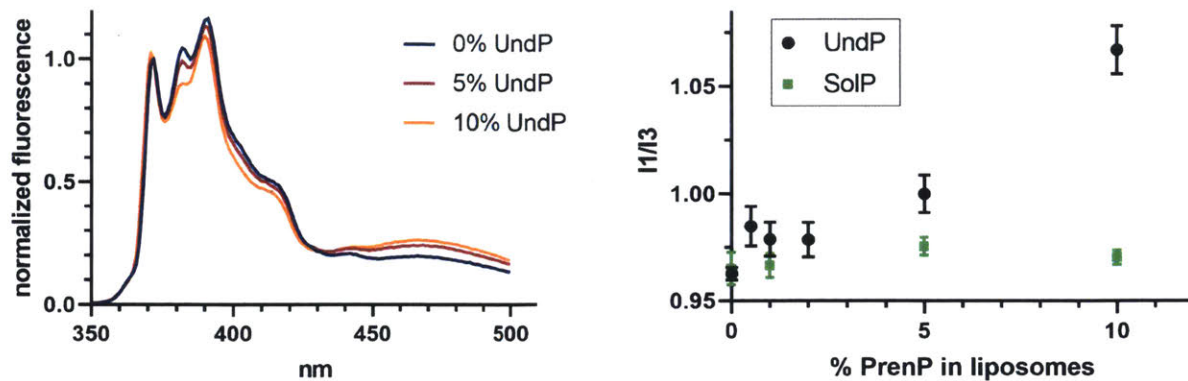 normalized fluorescence
1.0
0.5
0.0
350
400
450
500
nm
0% UndP
5% UndP
10% UndP
I1/I3
1.05
1.00
0.95
0
5
10
% PrenP in liposomes
UndP
SolP